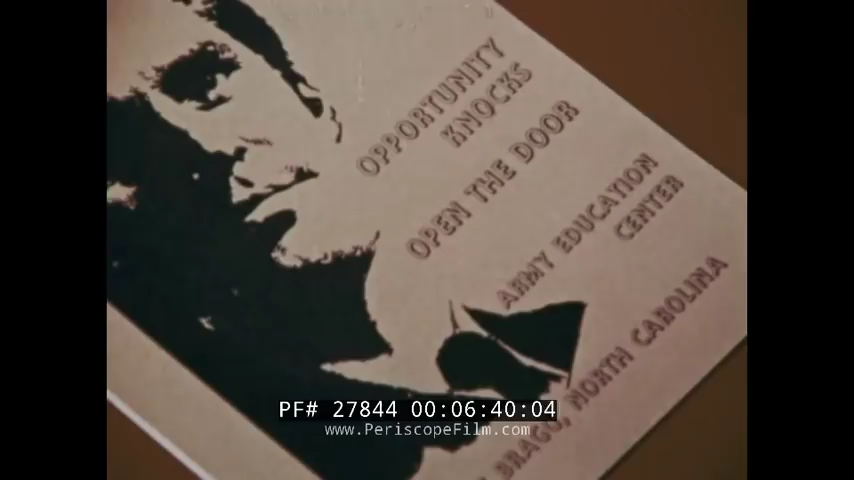 OPPORTUNITY
KNOCKS
OPEN THE DOOR
ARMY EDUCATION
CENTER
BRAGG, NORTH CAROLINA
PF# 27844 00:06:40:04
www.PeriscopeFilm.com